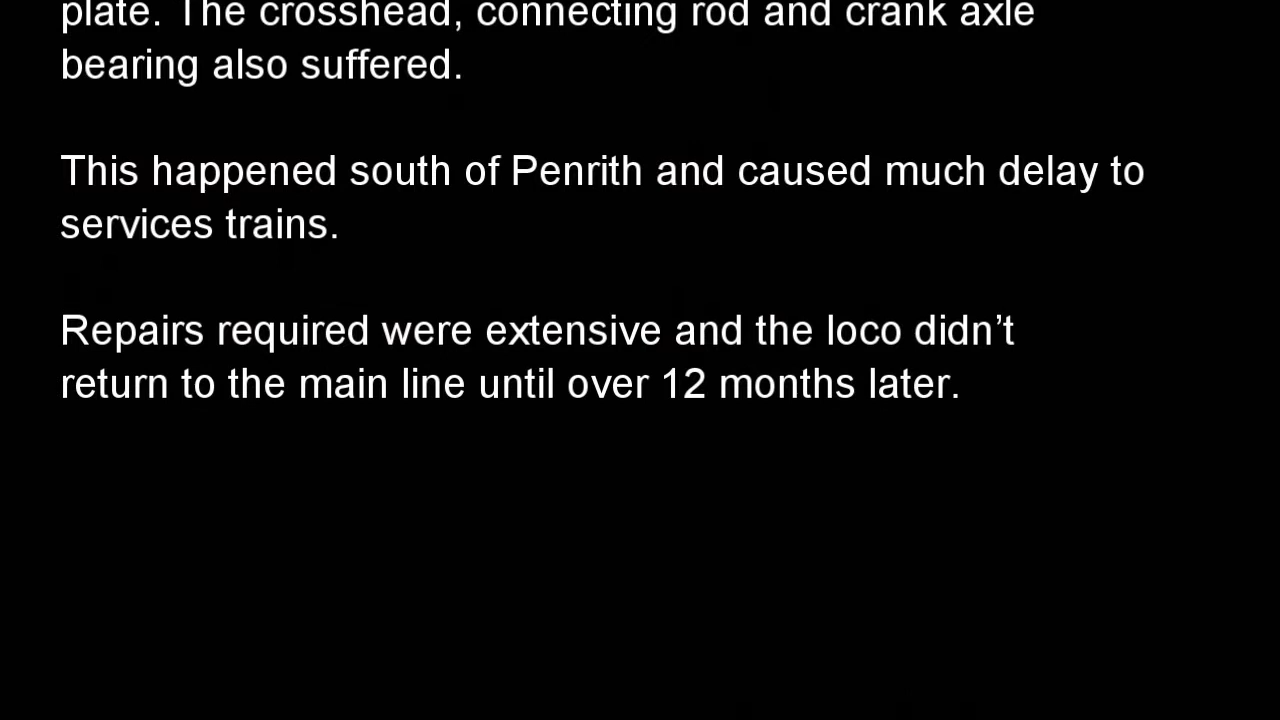 plate. The crosshead, connecting rod and crank axle
bearing also suffered.
This happened south of Penrith and caused much delay to
services trains.
Repairs required were extensive and the loco didn’t
return to the main line until over 12 months later.